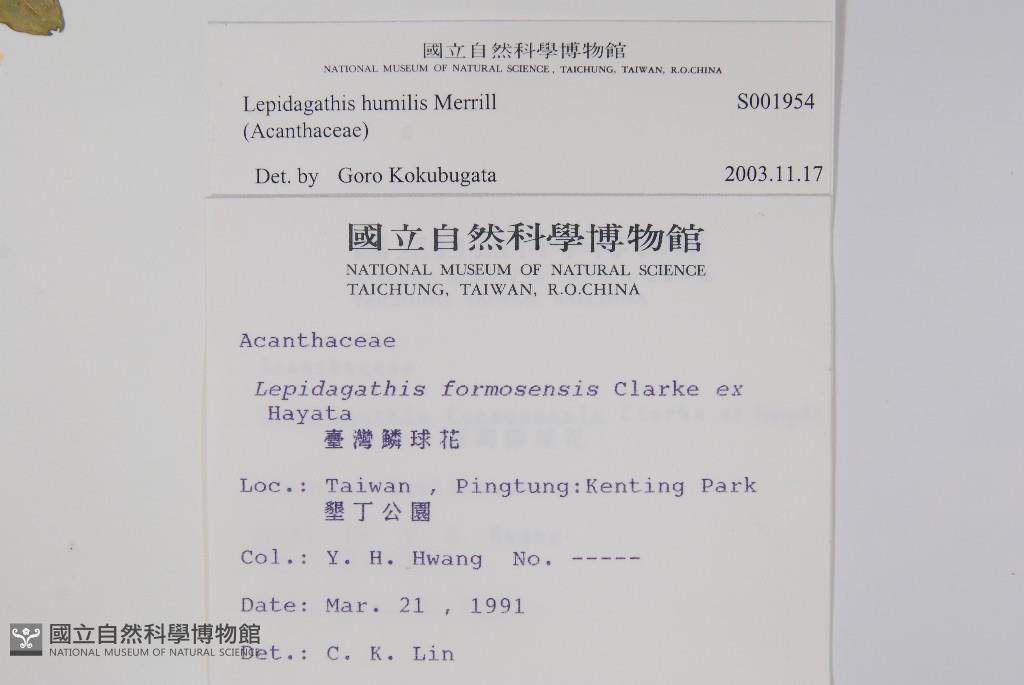 國立自然科學博物館
NATIONAL MUSEUM OF NATURAL SCIENCE, TAICHUNG, TAIWAN, R.O.CHINA
Lepidagathis humilis Merrill S001954
(Acanthaceae)
Det. by Goro Kokubugata 2003.11.17
國立自然科學博物館
NATIONAL MUSEUM OF NATURAL SCIENCE
TAICHUNG, TAIWAN, R.O.CHINA
Acanthaceae
Lepidagathis formosensis Clarke ex
Hayata
臺灣鱗球花
Loc.: Taiwan , Pingtung:Kenting Park
墾丁公園
Col.: Y. H. Hwang No. -----
Date: Mar. 21 , 1991
Det.: C. K. Lin
國立自然科學博物館
NATIONAL MUSEUM OF NATURAL SCIENCE